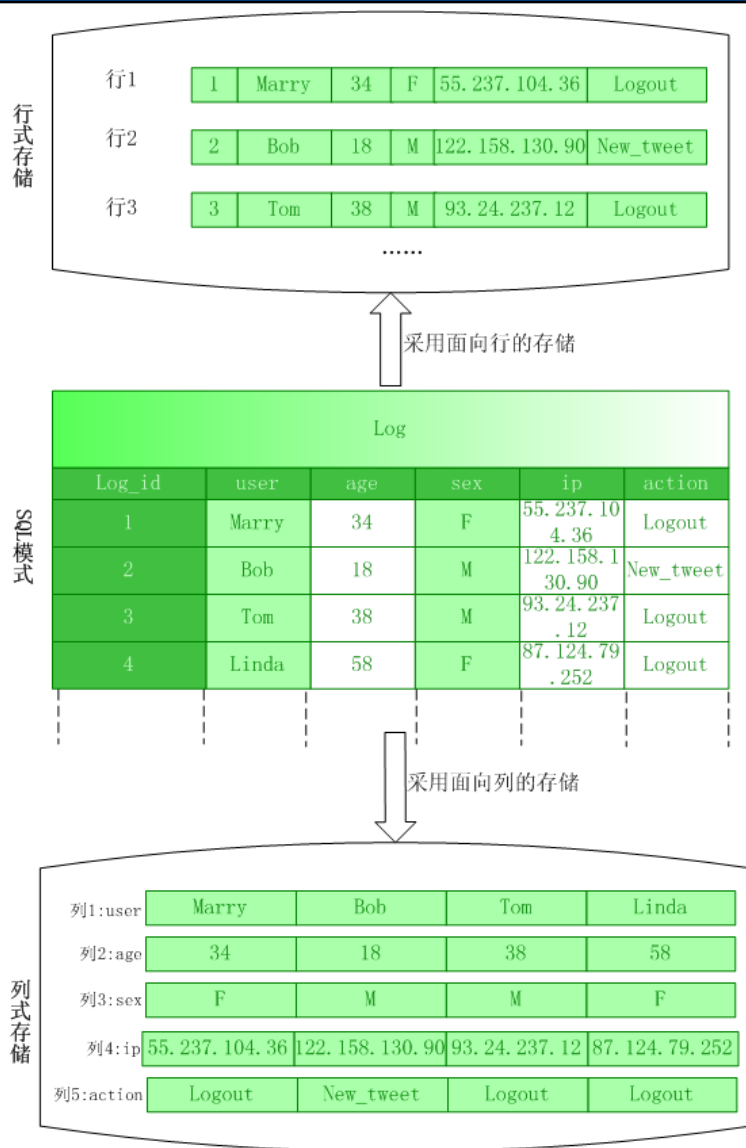 行式存储
行1 1 Marry 34 F 55.237.104.36 Logout
行2 2 Bob 18 M 122.158.130.90 New_tweet
行3 3 Tom 38 M 93.24.237.12 Logout
......
采用面向行的存储
SQL模式
Log
Log_id user age sex ip action
1 Marry 34 F 55.237.104.36 Logout
2 Bob 18 M 122.158.130.90 New_tweet
3 Tom 38 M 93.24.237.12 Logout
4 Linda 58 F 87.124.79.252 Logout
采用面向列的存储
列式存储
列1:user Marry Bob Tom Linda
列2:age 34 18 38 58
列3:sex F M M F
列4:ip 55.237.104.36 122.158.130.90 93.24.237.12 87.124.79.252
列5:action Logout New_tweet Logout Logout